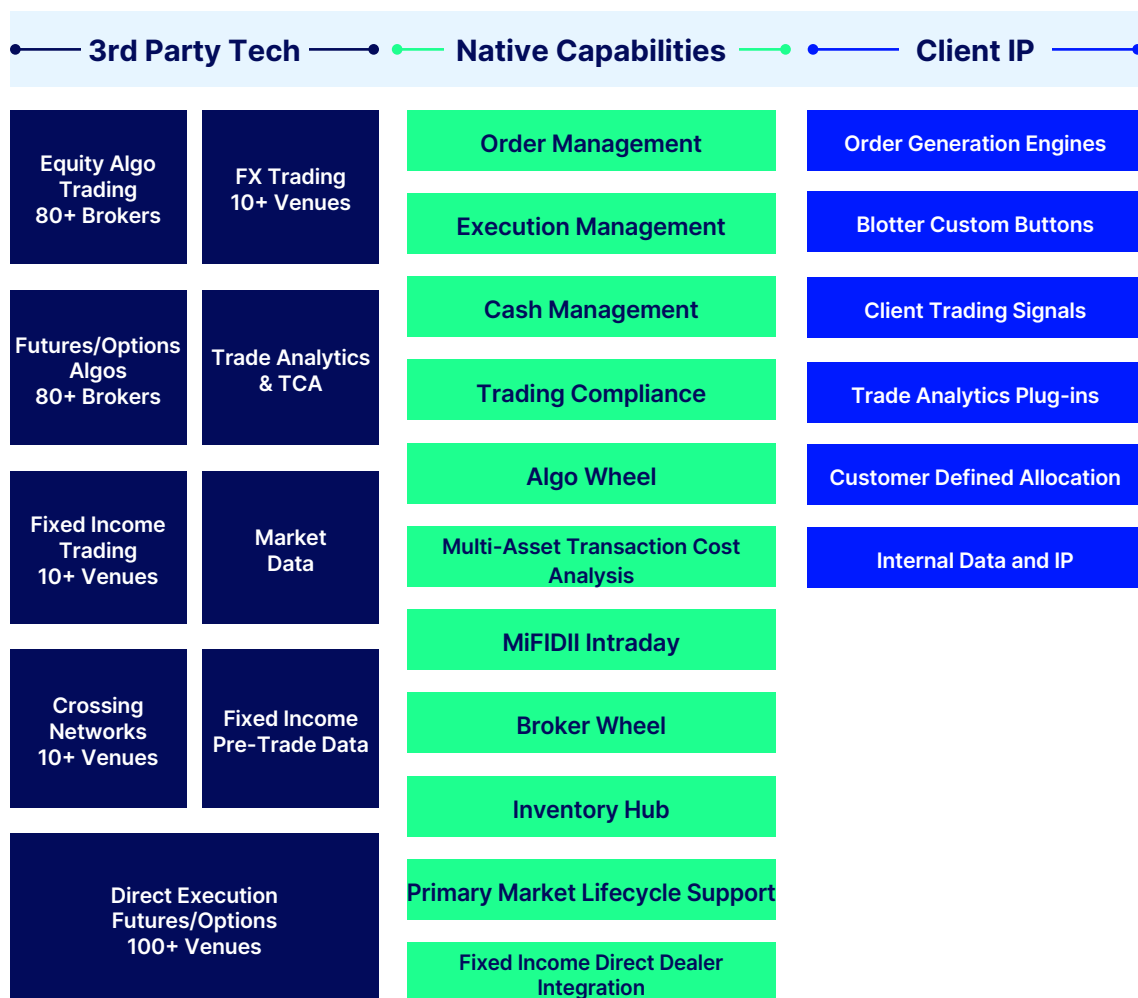 3rd Party Tech
Native Capabilities
Client IP
Equity Algo
Trading
80+ Brokers
FX Trading
10+ Venues
Futures/Options
Algos
80+ Brokers
Trade Analytics
& TCA
Fixed Income
Trading
10+ Venues
Market
Data
Crossing
Networks
10+ Venues
Fixed Income
Pre-Trade Data
Direct Execution
Futures/Options
100+ Venues
Order Management
Execution Management
Cash Management
Trading Compliance
Algo Wheel
Multi-Asset Transaction Cost
Analysis
MiFIDII Intraday
Broker Wheel
Inventory Hub
Primary Market Lifecycle Support
Fixed Income Direct Dealer
Integration
Order Generation Engines
Blotter Custom Buttons
Client Trading Signals
Trade Analytics Plug-ins
Customer Defined Allocation
Internal Data and IP